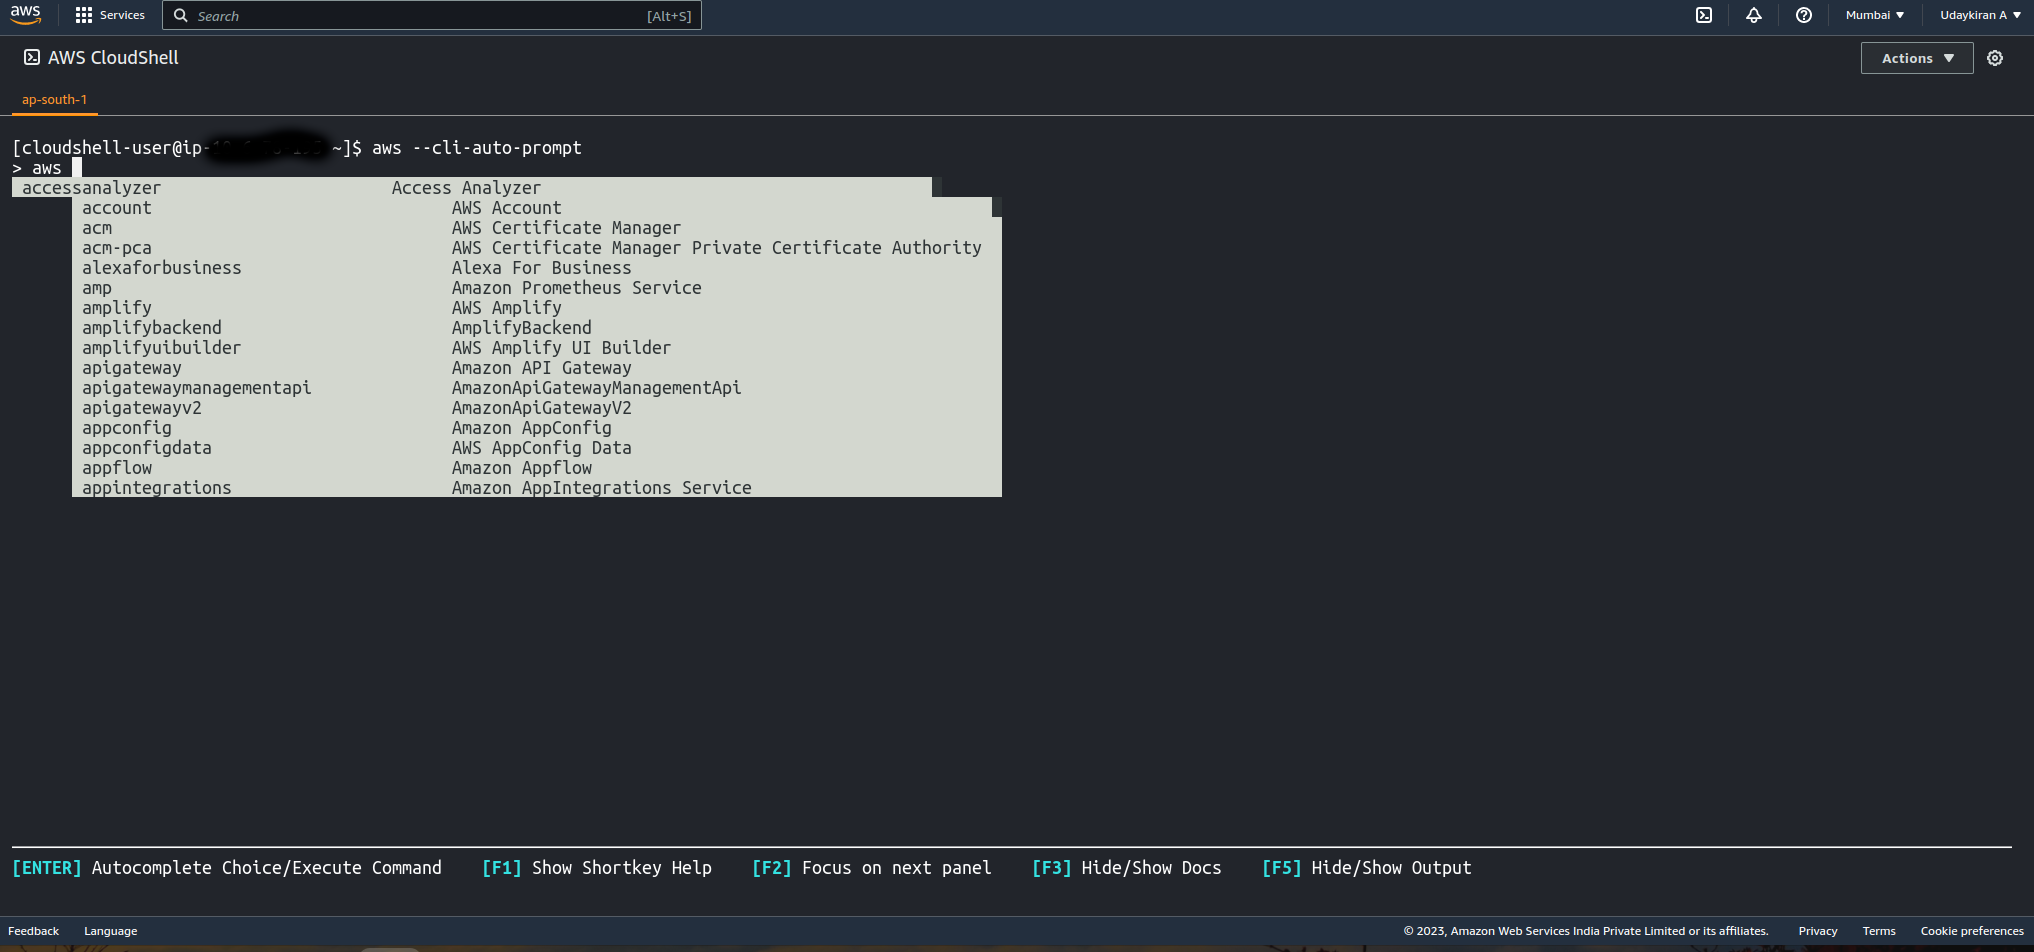 aws Services Search [Alt+S] Mumbai Udaykiran A
AWS CloudShell Actions
ap-south-1
[cloudshell-user@ip- ~]$ aws --cli-auto-prompt
> aws
accessanalyzer Access Analyzer
account AWS Account
acm AWS Certificate Manager
acm-pca AWS Certificate Manager Private Certificate Authority
alexaforbusiness Alexa For Business
amp Amazon Prometheus Service
amplify AWS Amplify
amplifybackend AmplifyBackend
amplifyuibuilder AWS Amplify UI Builder
apigateway Amazon API Gateway
apigatewaymanagementapi AmazonApiGatewayManagementApi
apigatewayv2 AmazonApiGatewayV2
appconfig Amazon AppConfig
appconfigdata AWS AppConfig Data
appflow Amazon Appflow
appintegrations Amazon AppIntegrations Service
[ENTER] Autocomplete Choice/Execute Command [F1] Show Shortkey Help [F2] Focus on next panel [F3] Hide/Show Docs [F5] Hide/Show Output
Feedback Language © 2023, Amazon Web Services India Private Limited or its affiliates. Privacy Terms Cookie preferences